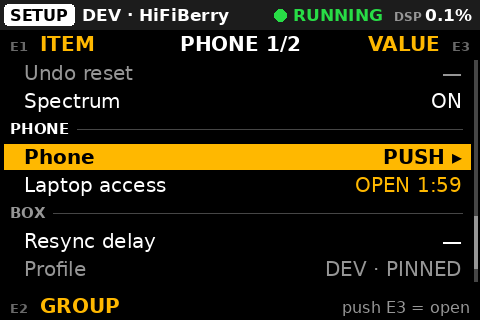 SETUP DEV · HiFiBerry RUNNING DSP 0.1%
E1 ITEM PHONE 1/2 VALUE E3
Undo reset —
Spectrum ON
PHONE
Phone PUSH ▸
Laptop access OPEN 1:59
BOX
Resync delay —
Profile DEV · PINNED
E2 GROUP push E3 = open